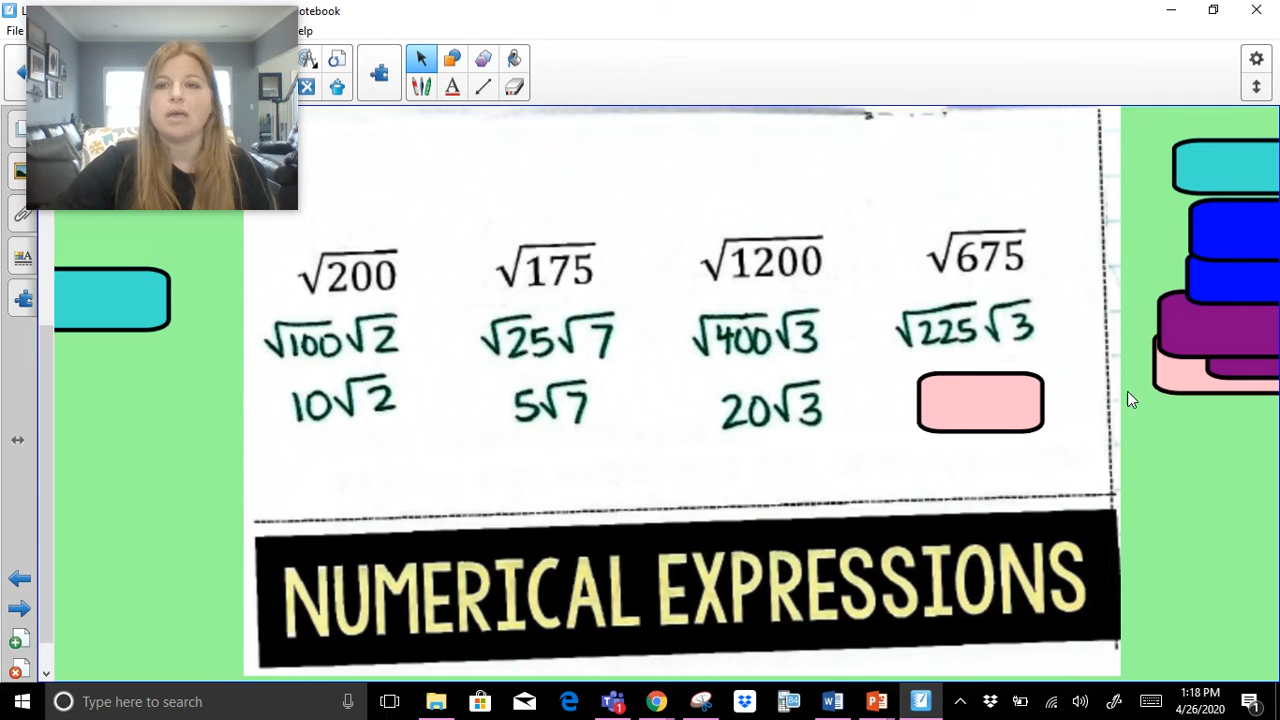 L
otebook
File
elp
√200 √175 √1200 √675
√100√2 √25√7 √400√3 √225√3
10√2 5√7 20√3
NUMERICAL EXPRESSIONS
Type here to search
1:18 PM
4/26/2020